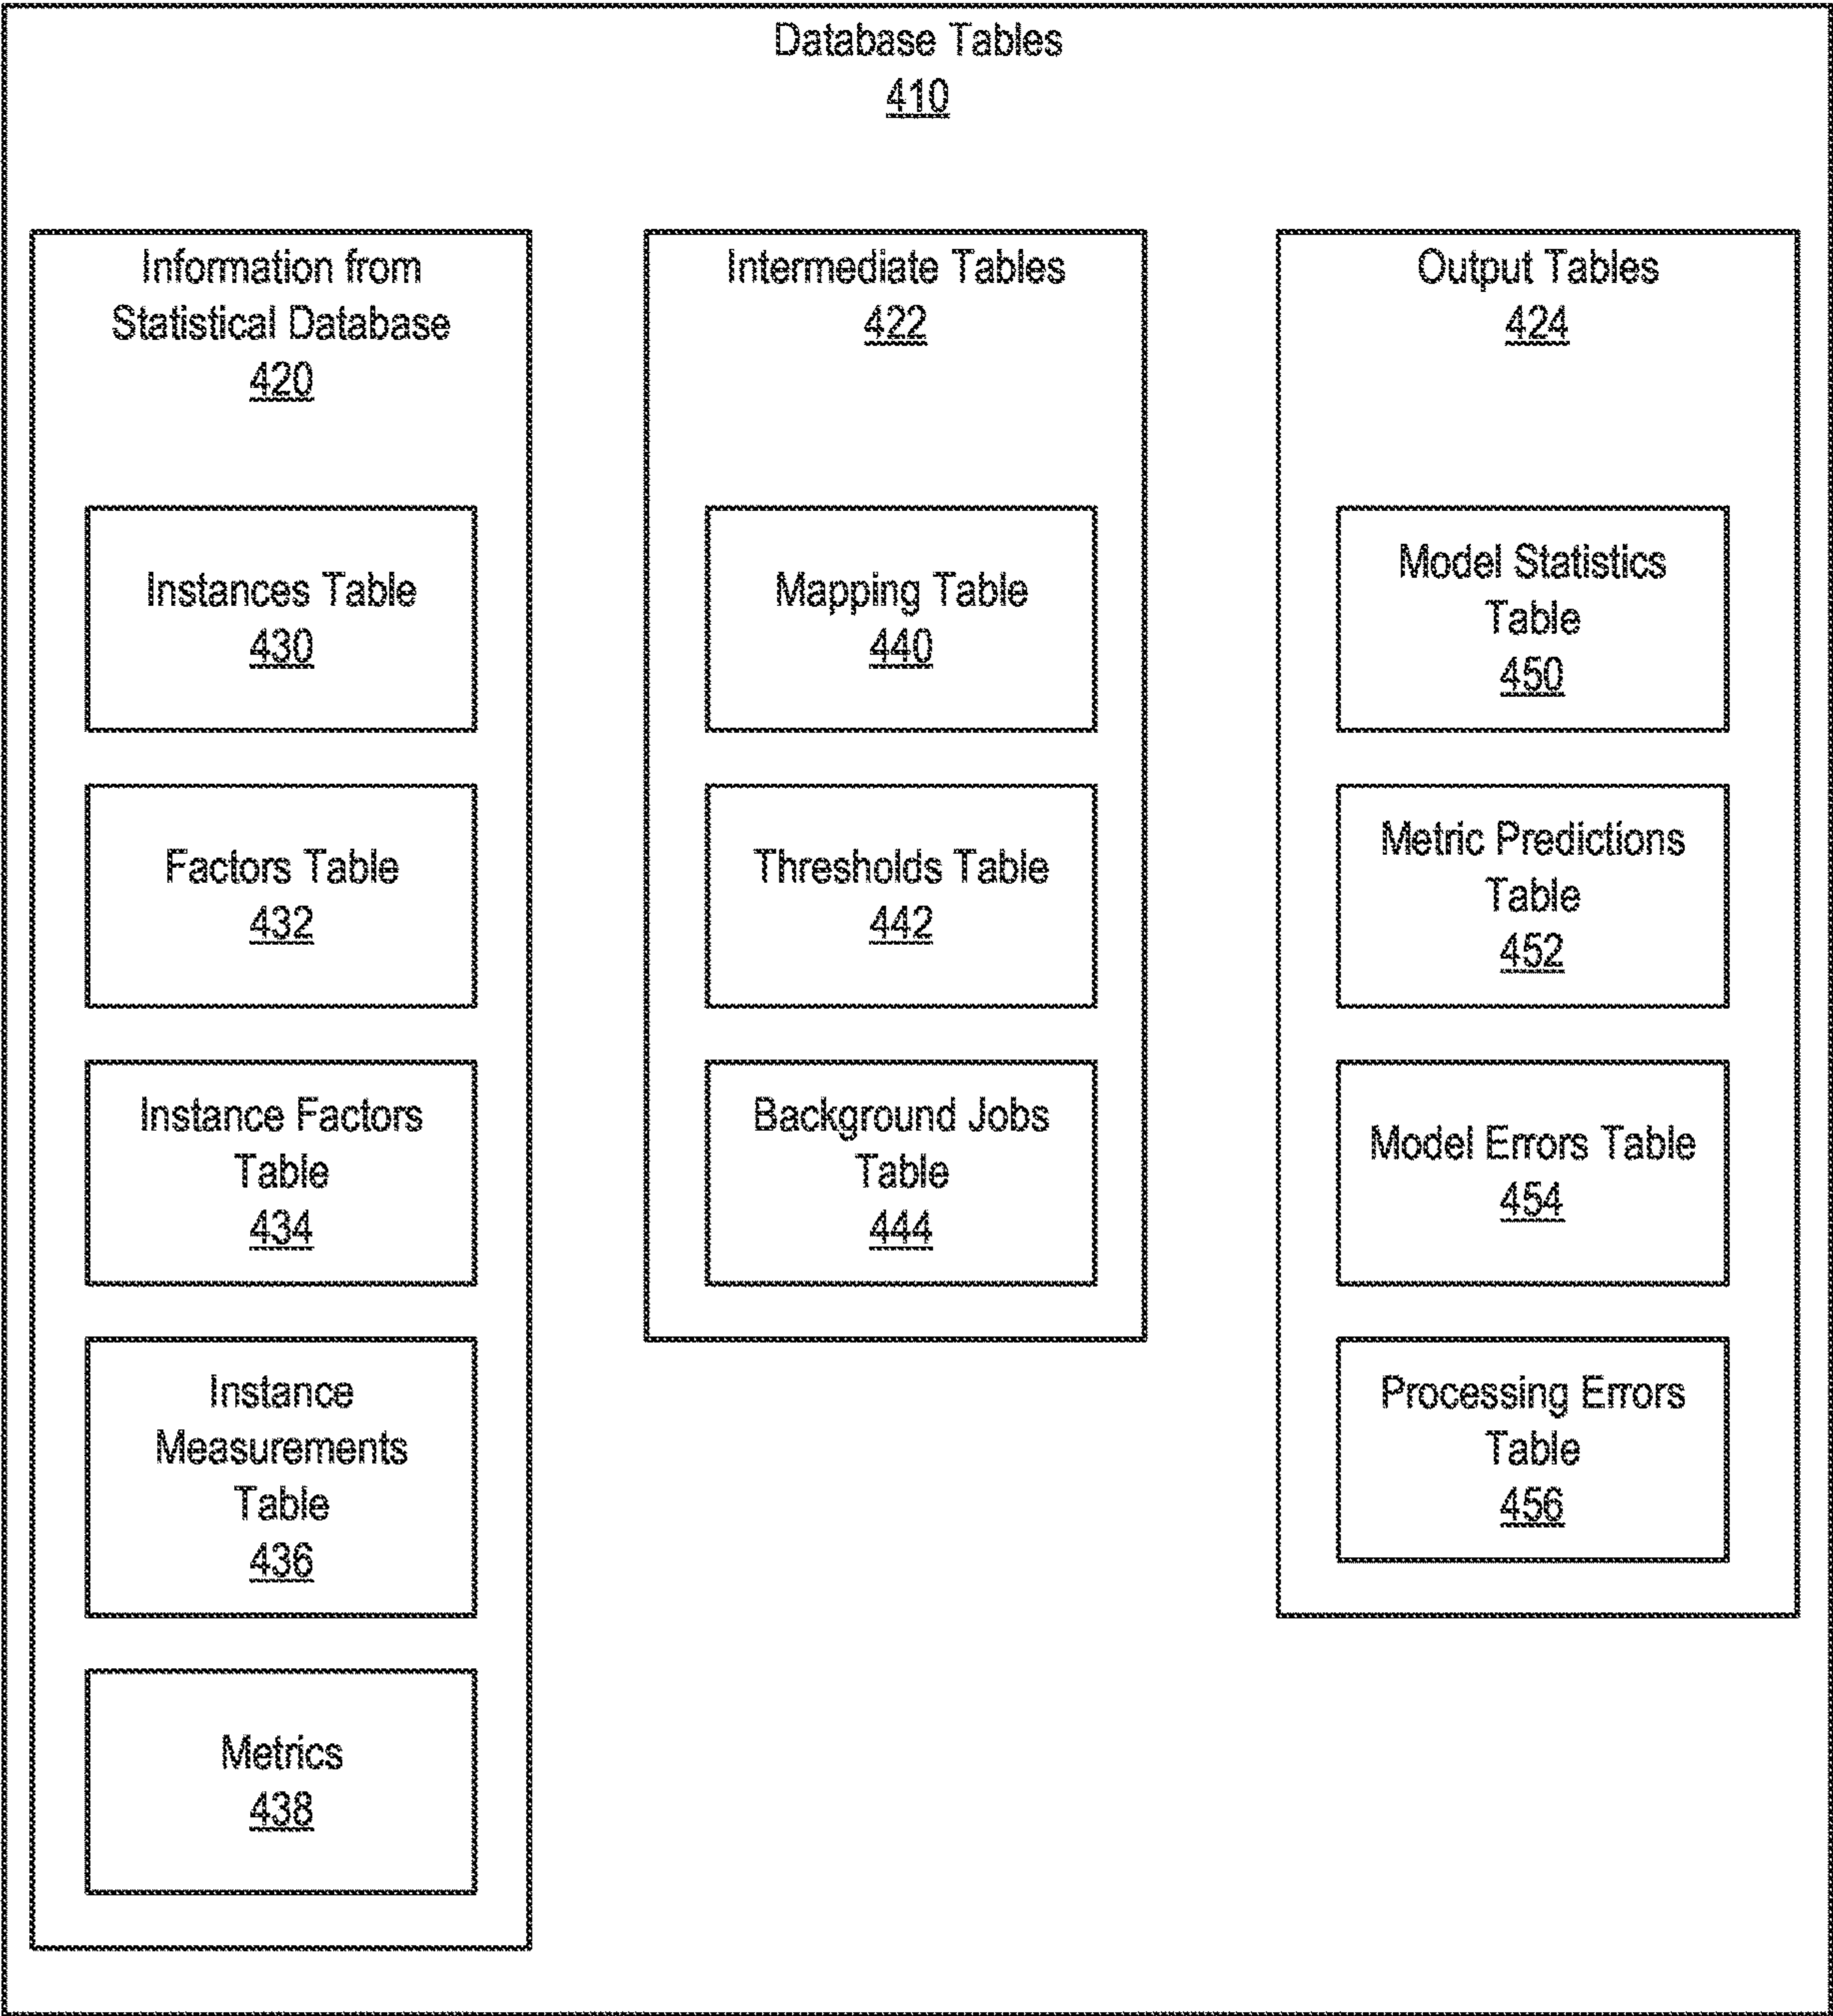 Database Tables
410
Information from
Statistical Database
420
Instances Table
430
Factors Table
432
Instance Factors
Table
434
Instance
Measurements
Table
436
Metrics
438
Intermediate Tables
422
Mapping Table
440
Thresholds Table
442
Background Jobs
Table
444
Output Tables
424
Model Statistics
Table
450
Metric Predictions
Table
452
Model Errors Table
454
Processing Errors
Table
456